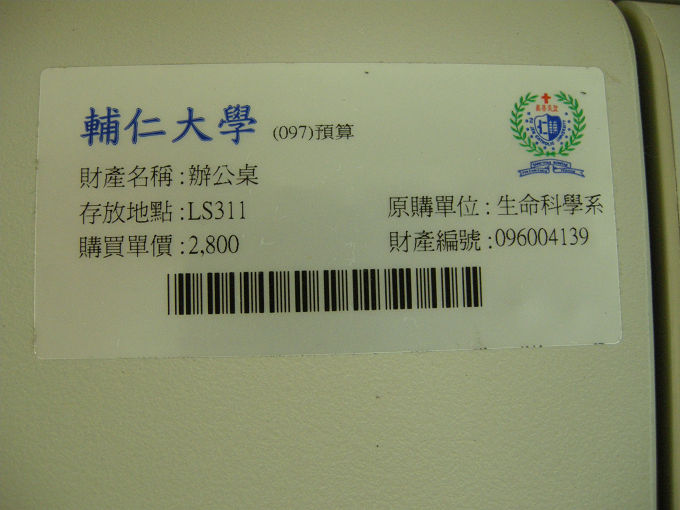 輔仁大學 (097)預算
財產名稱：辦公桌
存放地點：LS311 原購單位：生命科學系
購買單價：2,800 財產編號：096004139